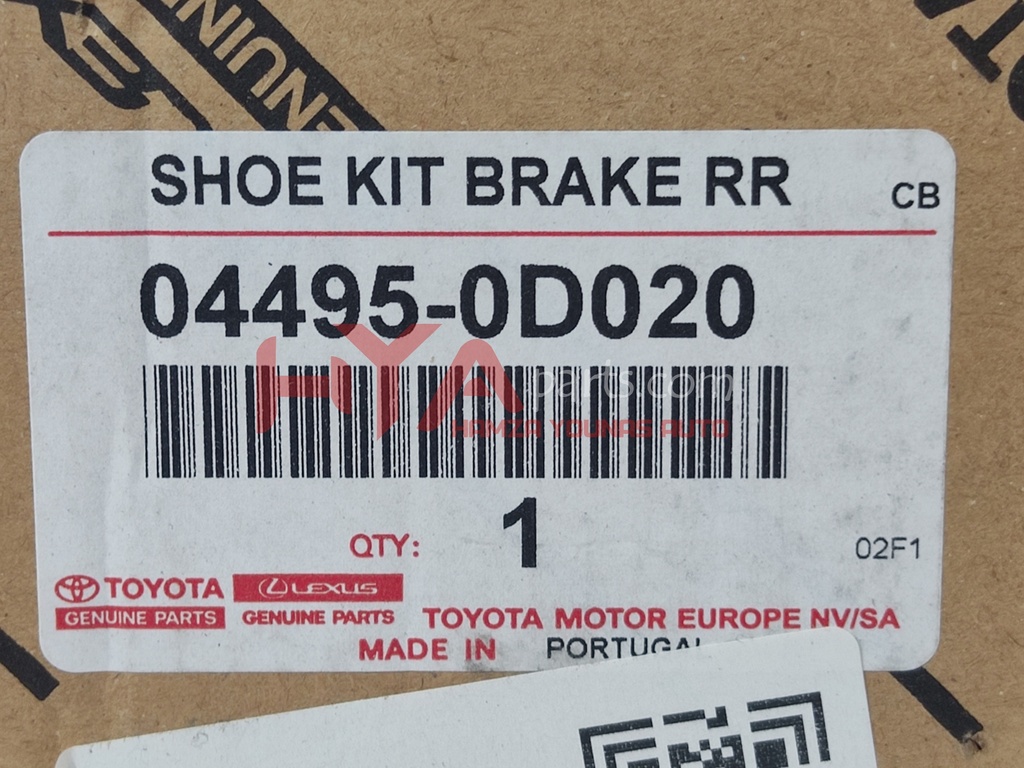 SHOE KIT BRAKE RR CB
04495-0D020
HYA parts.com
HAMZA YOUNAS AUTO
QTY: 1 02F1
TOYOTA LEXUS
GENUINE PARTS GENUINE PARTS TOYOTA MOTOR EUROPE NV/SA
MADE IN PORTUGAL